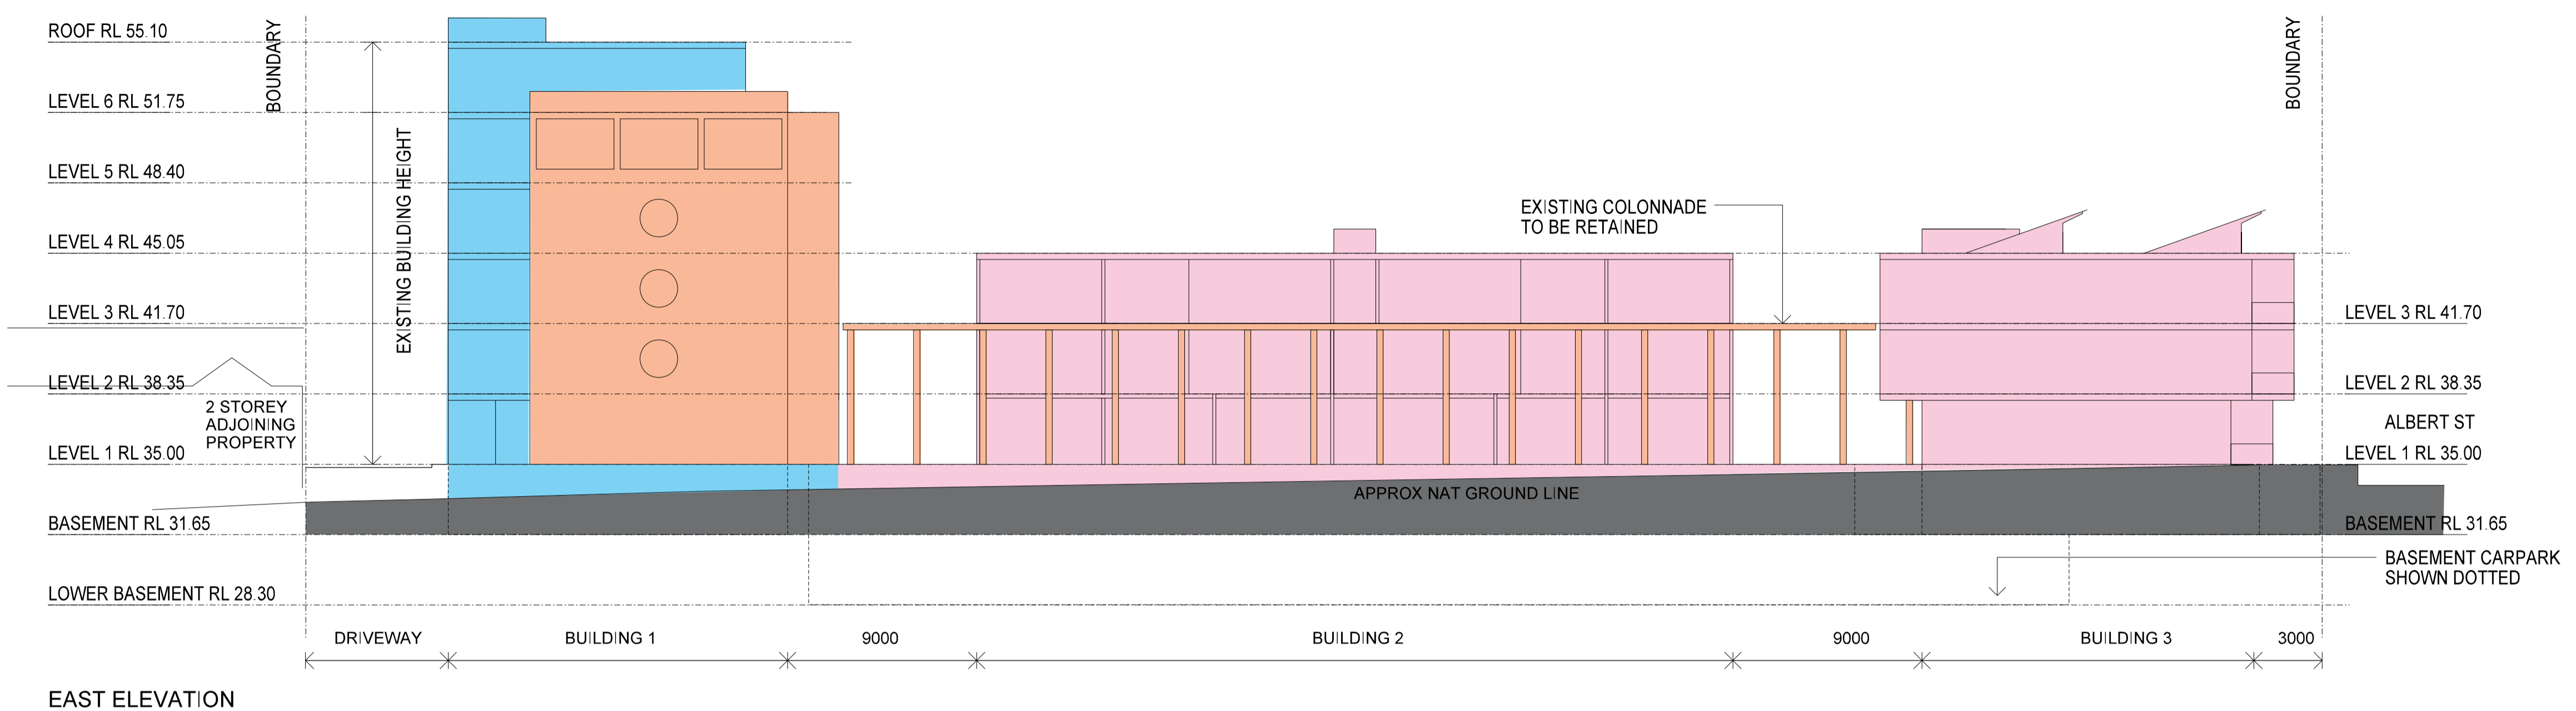 ROOF RL 55.10
BOUNDARY
BOUNDARY
LEVEL 6 RL 51.75
EXISTING BUILDING HEIGHT
LEVEL 5 RL 48.40
EXISTING COLONNADE
TO BE RETAINED
LEVEL 4 RL 45.05
LEVEL 3 RL 41.70
LEVEL 3 RL 41.70
LEVEL 2 RL 38.35
LEVEL 2 RL 38.35
2 STOREY
ADJOINING
PROPERTY
ALBERT ST
LEVEL 1 RL 35.00
LEVEL 1 RL 35.00
APPROX NAT GROUND LINE
BASEMENT RL 31.65
BASEMENT RL 31.65
BASEMENT CARPARK
SHOWN DOTTED
LOWER BASEMENT RL 28.30
DRIVEWAY
BUILDING 1
9000
BUILDING 2
9000
BUILDING 3
3000
EAST ELEVATION